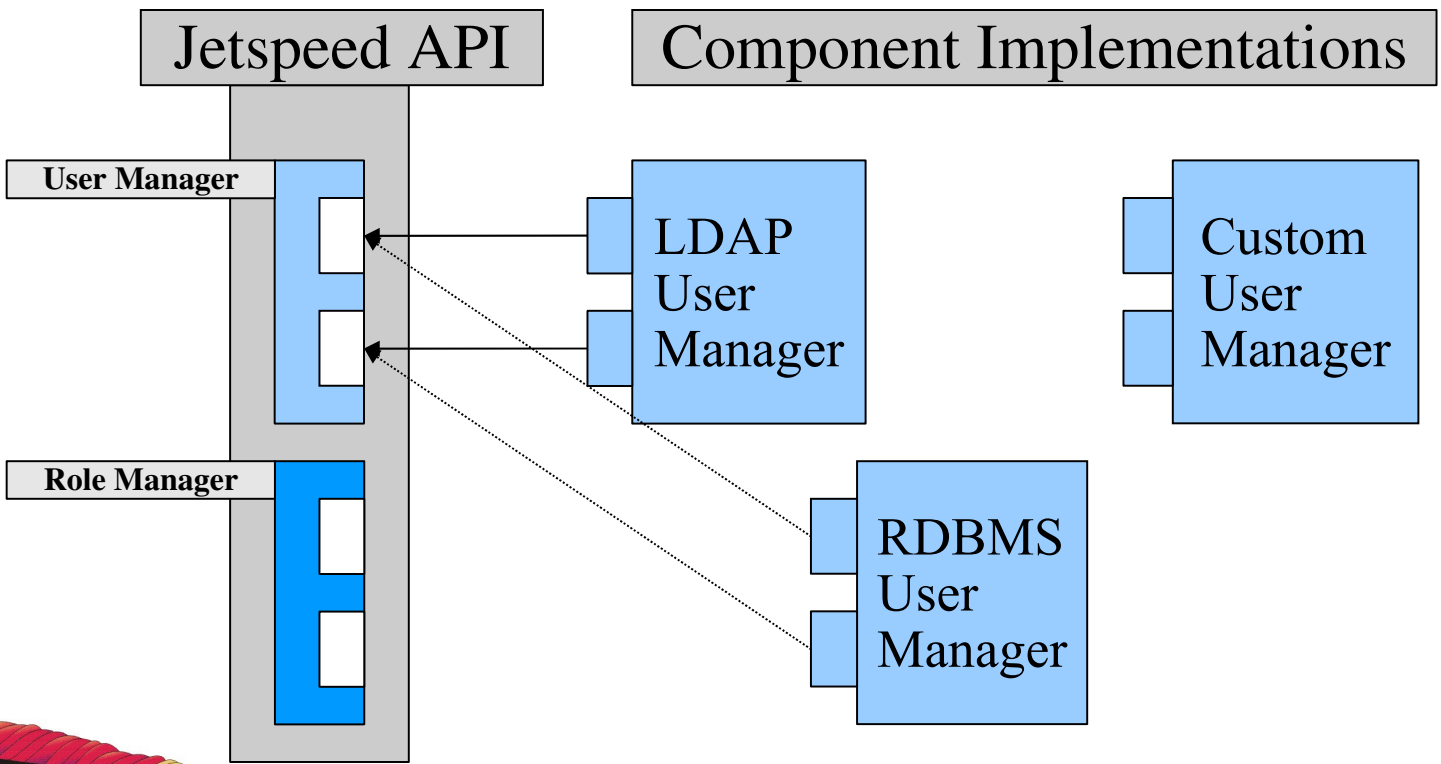 Jetspeed API
Component Implementations
User Manager
LDAP
User
Manager
Custom
User
Manager
Role Manager
RDBMS
User
Manager